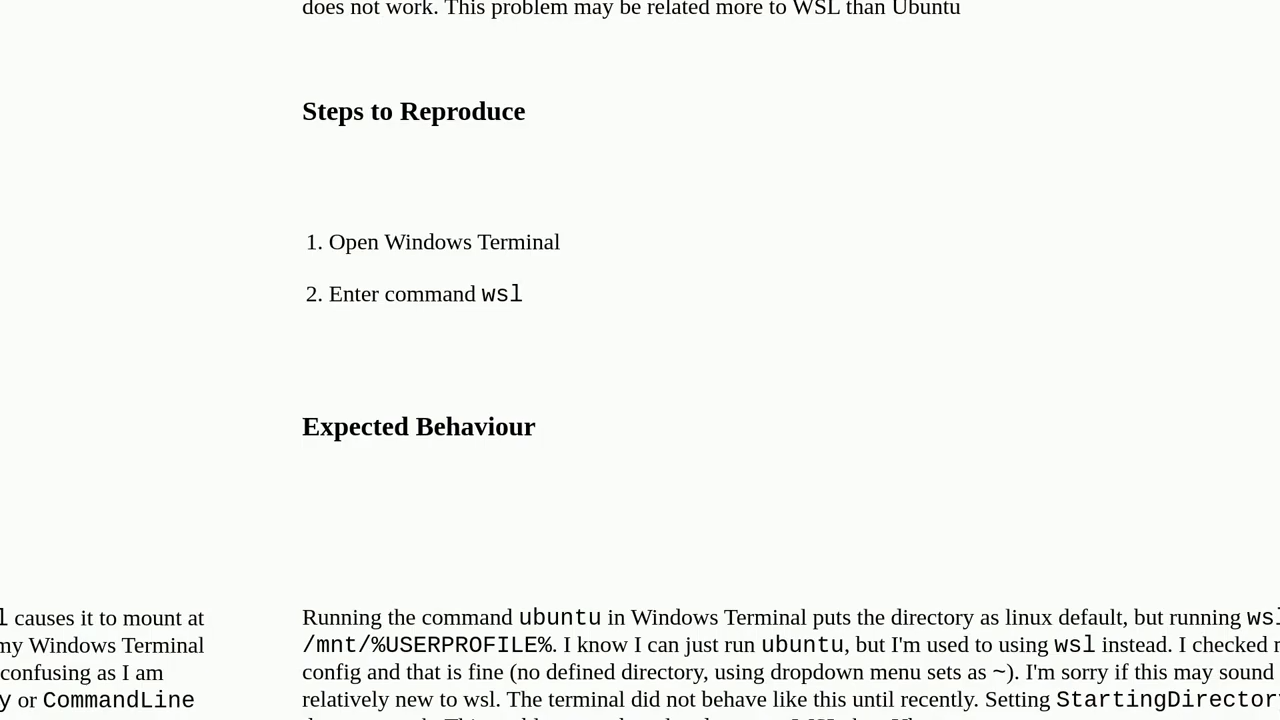 does not work. This problem may be related more to WSL than Ubuntu
Steps to Reproduce
1. Open Windows Terminal
2. Enter command wsl
Expected Behaviour
causes it to mount at
my Windows Terminal
confusing as I am
or CommandLine
Running the command ubuntu in Windows Terminal puts the directory as linux default, but running wsl
/mnt/%USERPROFILE%. I know I can just run ubuntu, but I'm used to using wsl instead. I checked
config and that is fine (no defined directory, using dropdown menu sets as ~). I'm sorry if this may sound
relatively new to wsl. The terminal did not behave like this until recently. Setting StartingDirectory